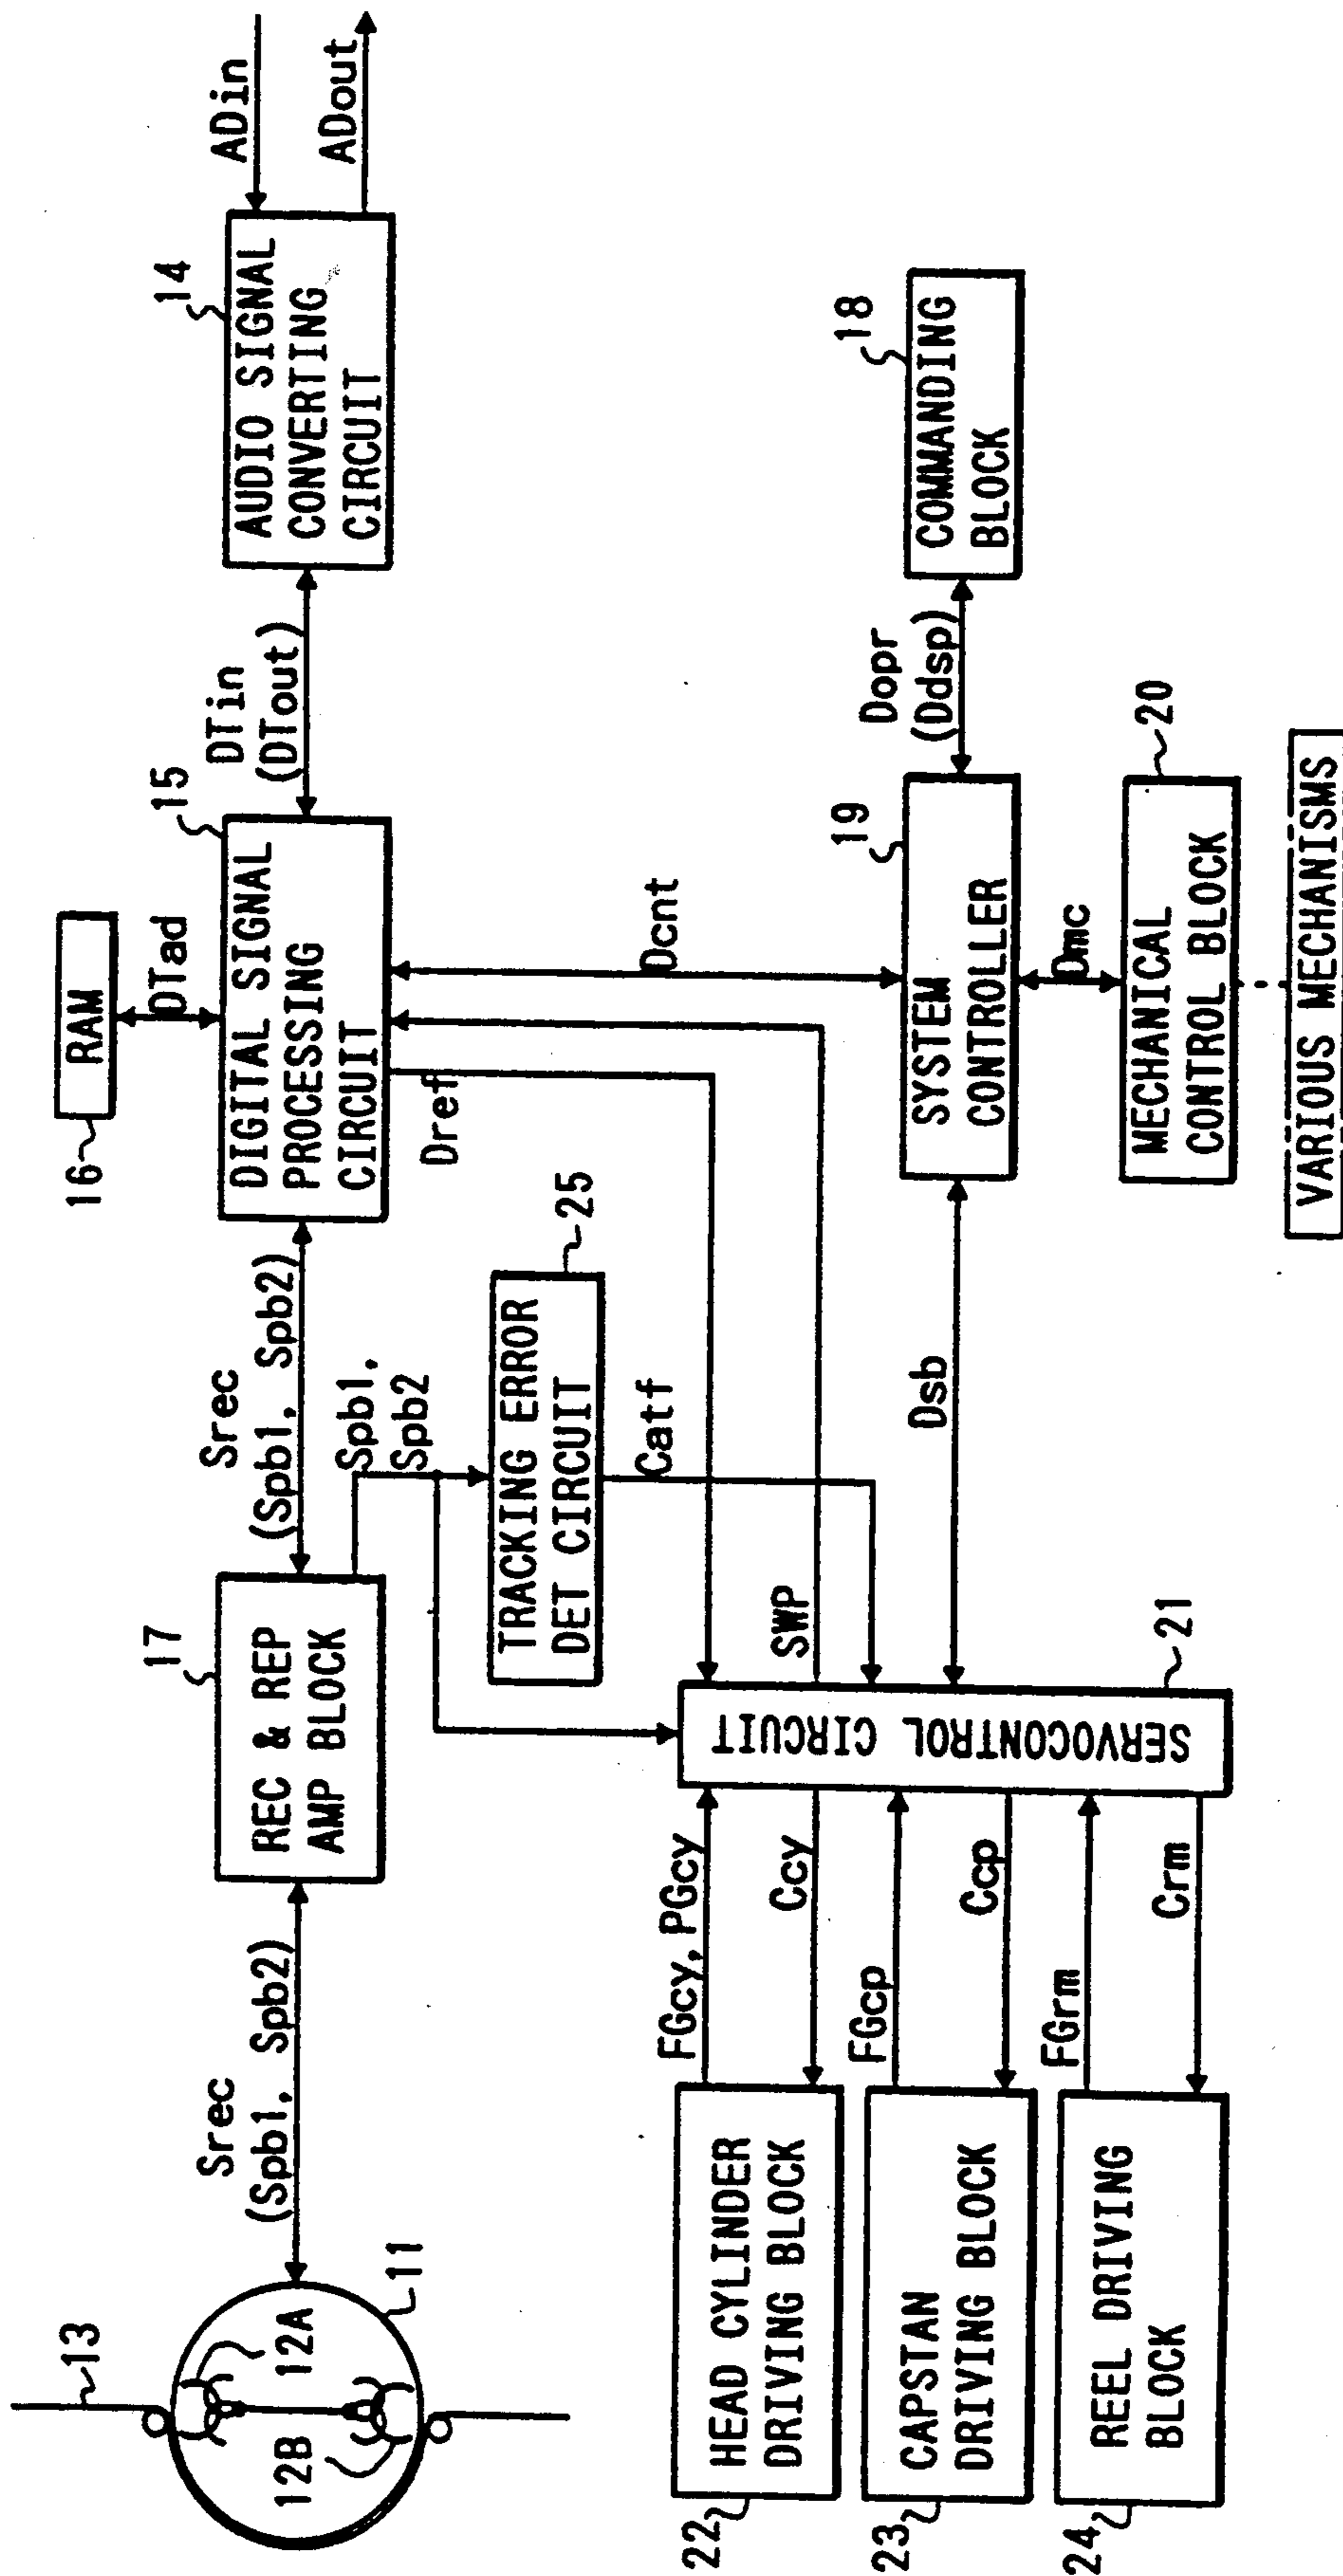 13
11
12A
12B
Srec
(Spb1, Spb2)
17
REC & REP
AMP BLOCK
Srec
(Spb1, Spb2)
Spb1,
Spb2
16
RAM
DTad
15
DIGITAL SIGNAL
PROCESSING
CIRCUIT
DTin
(DTout)
14
AUDIO SIGNAL
CONVERTING
CIRCUIT
ADin
ADout
25
TRACKING ERROR
DET CIRCUIT
Catf
Dref
Dcnt
SWP
Dsb
21
SERVOCONTROL CIRCUIT
22
HEAD CYLINDER
DRIVING BLOCK
FGcy, PGcy
Ccy
23
CAPSTAN
DRIVING BLOCK
FGcp
Ccp
24
REEL DRIVING
BLOCK
FGrm
Crm
19
SYSTEM
CONTROLLER
Dopr
(Ddsp)
18
COMMANDING
BLOCK
Dmc
20
MECHANICAL
CONTROL BLOCK
VARIOUS MECHANISMS